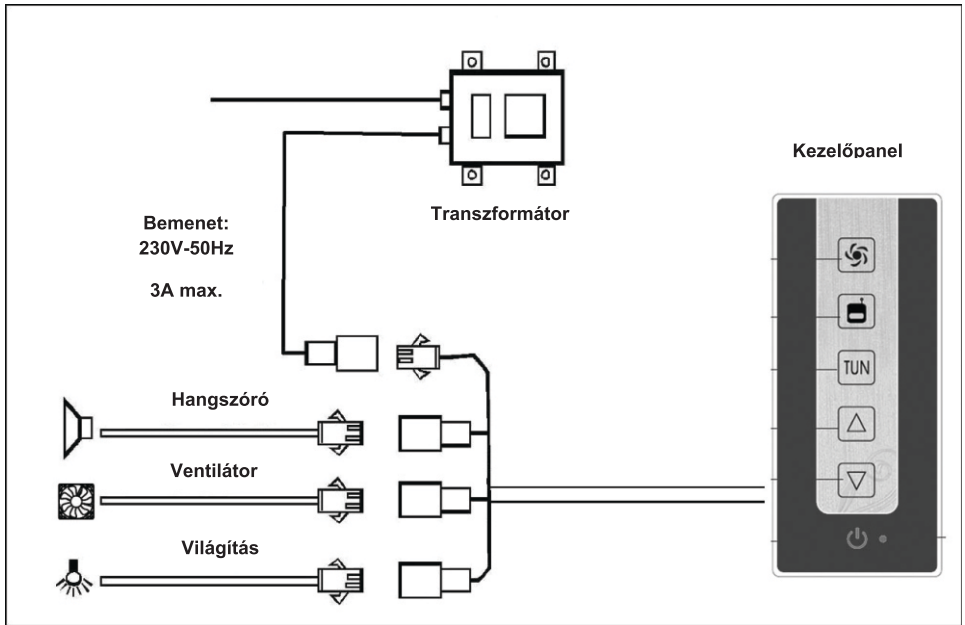 Kezelőpanel
Transzformátor
Bemenet:
230V-50Hz
3A max.
Hangszóró
Ventilátor
Világítás
TUN